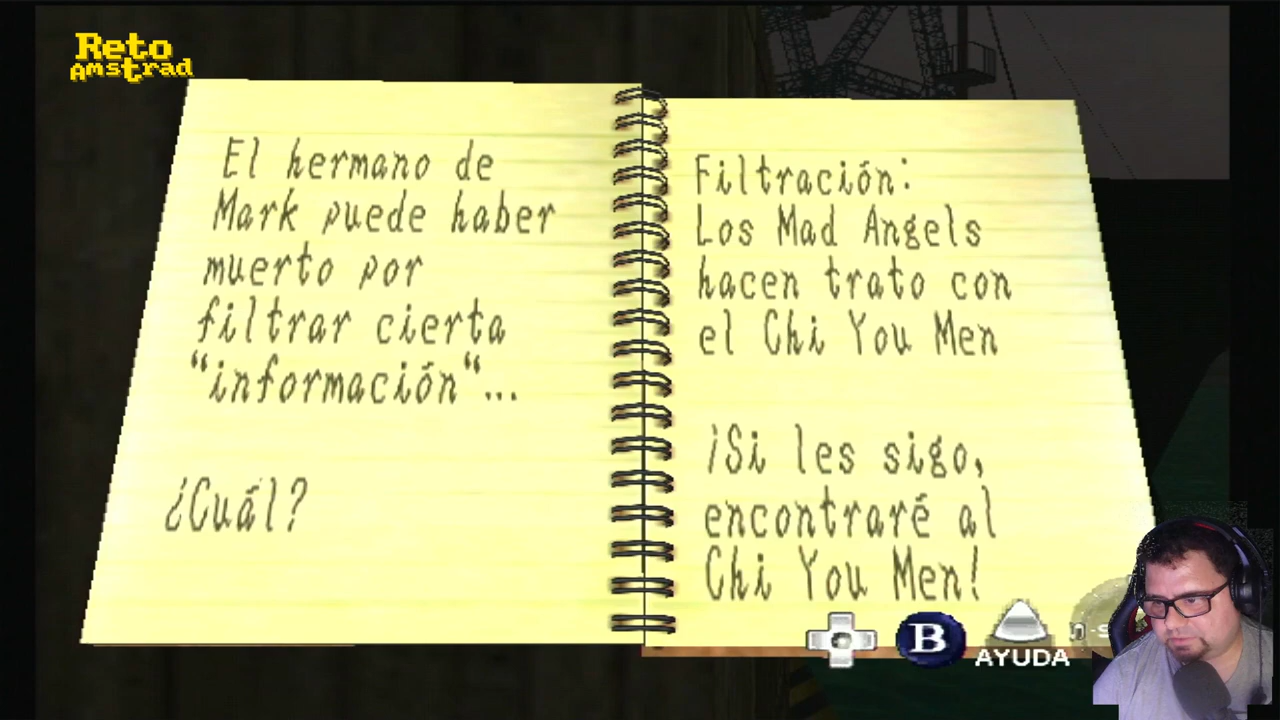 Reto
Amstrad
El hermano de
Mark puede haber
muerto por
filtrar cierta
“información“...
¿Cuál?
Filtración:
Los Mad Angels
hacen trato con
el Chi You Men
¡Si les sigo,
encontraré al
Chi You Men!
B
AYUDA